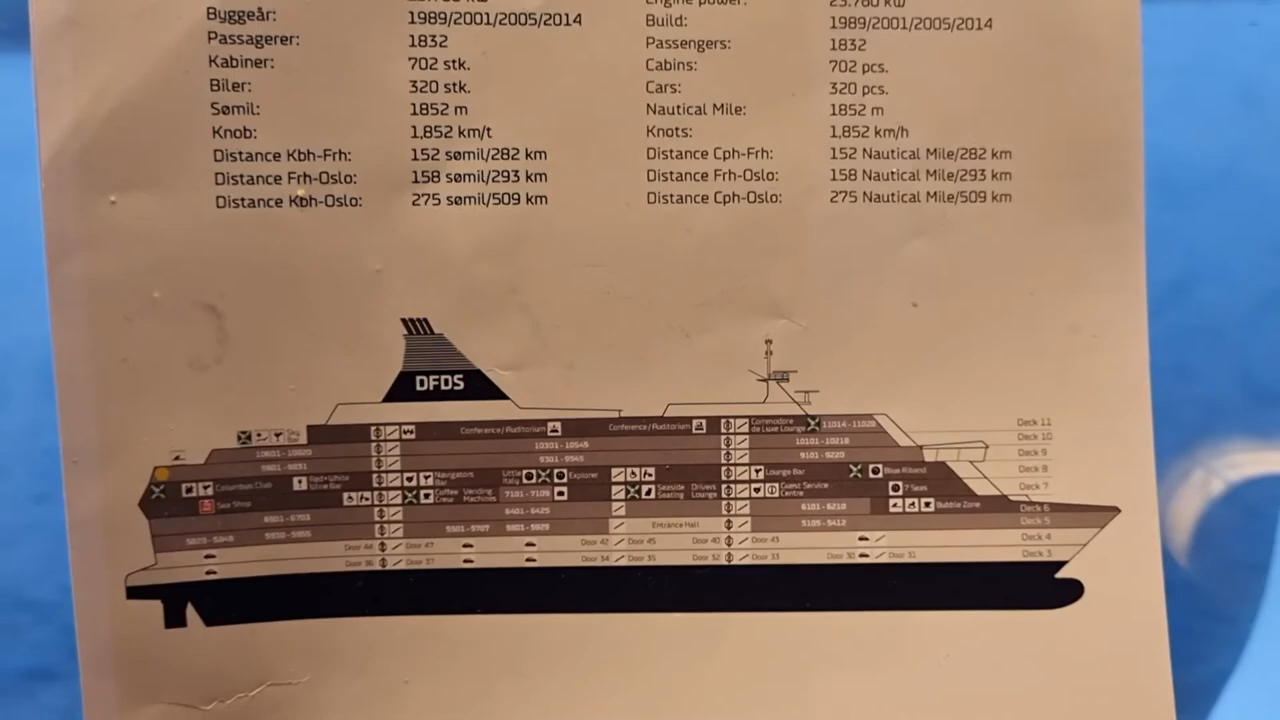 Byggeår: 1989/2001/2005/2014
Passagerer: 1832
Kabiner: 702 stk.
Biler: 320 stk.
Sømil: 1852 m
Knob: 1,852 km/t
Distance Kbh-Frh: 152 sømil/282 km
Distance Frh-Oslo: 158 sømil/293 km
Distance Kbh-Oslo: 275 sømil/509 km
Engine power: 23.760 kW
Build: 1989/2001/2005/2014
Passengers: 1832
Cabins: 702 pcs.
Cars: 320 pcs.
Nautical Mile: 1852 m
Knots: 1,852 km/h
Distance Cph-Frh: 152 Nautical Mile/282 km
Distance Frh-Oslo: 158 Nautical Mile/293 km
Distance Cph-Oslo: 275 Nautical Mile/509 km
DFDS
Sky Bar
Conference/Auditorium
Conference/Auditorium
Commodore de Luxe Lounge
11014 - 11028
Deck 11
10301 - 10545
10101 - 10218
Deck 10
9301 - 9545
9101 - 9220
Deck 9
Columbus Club
Red+White Wine Bar
Navigators Bar
Little Italy
Explorer
Lounge Bar
Blue Riband
Deck 8
Sea Shop
Coffee Crew
Vending Machines
7101 - 7109
Seaside Seating
Drivers Lounge
Guest Service Centre
7 Seas
Deck 7
6501 - 6703
6401 - 6425
6101 - 6210
Bubble Zone
Deck 6
5501 - 5707
Entrance Hall
5105 - 5412
Deck 5
Door 44
Door 47
Door 42
Door 45
Door 40
Door 43
Deck 4
Door 36
Door 37
Door 34
Door 35
Door 32
Door 33
Door 30
Door 31
Deck 3